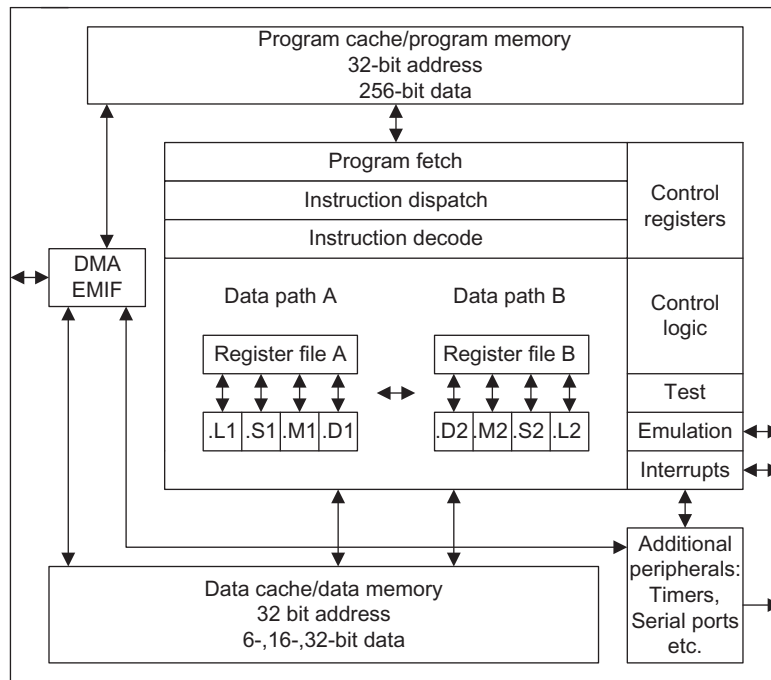 Program cache/program memory
32-bit address
256-bit data
Program fetch
Instruction dispatch
Instruction decode
Control
registers
DMA
EMIF
Data path A
Data path B
Control
logic
Register file A
Register file B
Test
.L1 .S1 .M1 .D1
.D2 .M2 .S2 .L2
Emulation
Interrupts
Data cache/data memory
32 bit address
6-,16-,32-bit data
Additional
peripherals:
Timers,
Serial ports
etc.